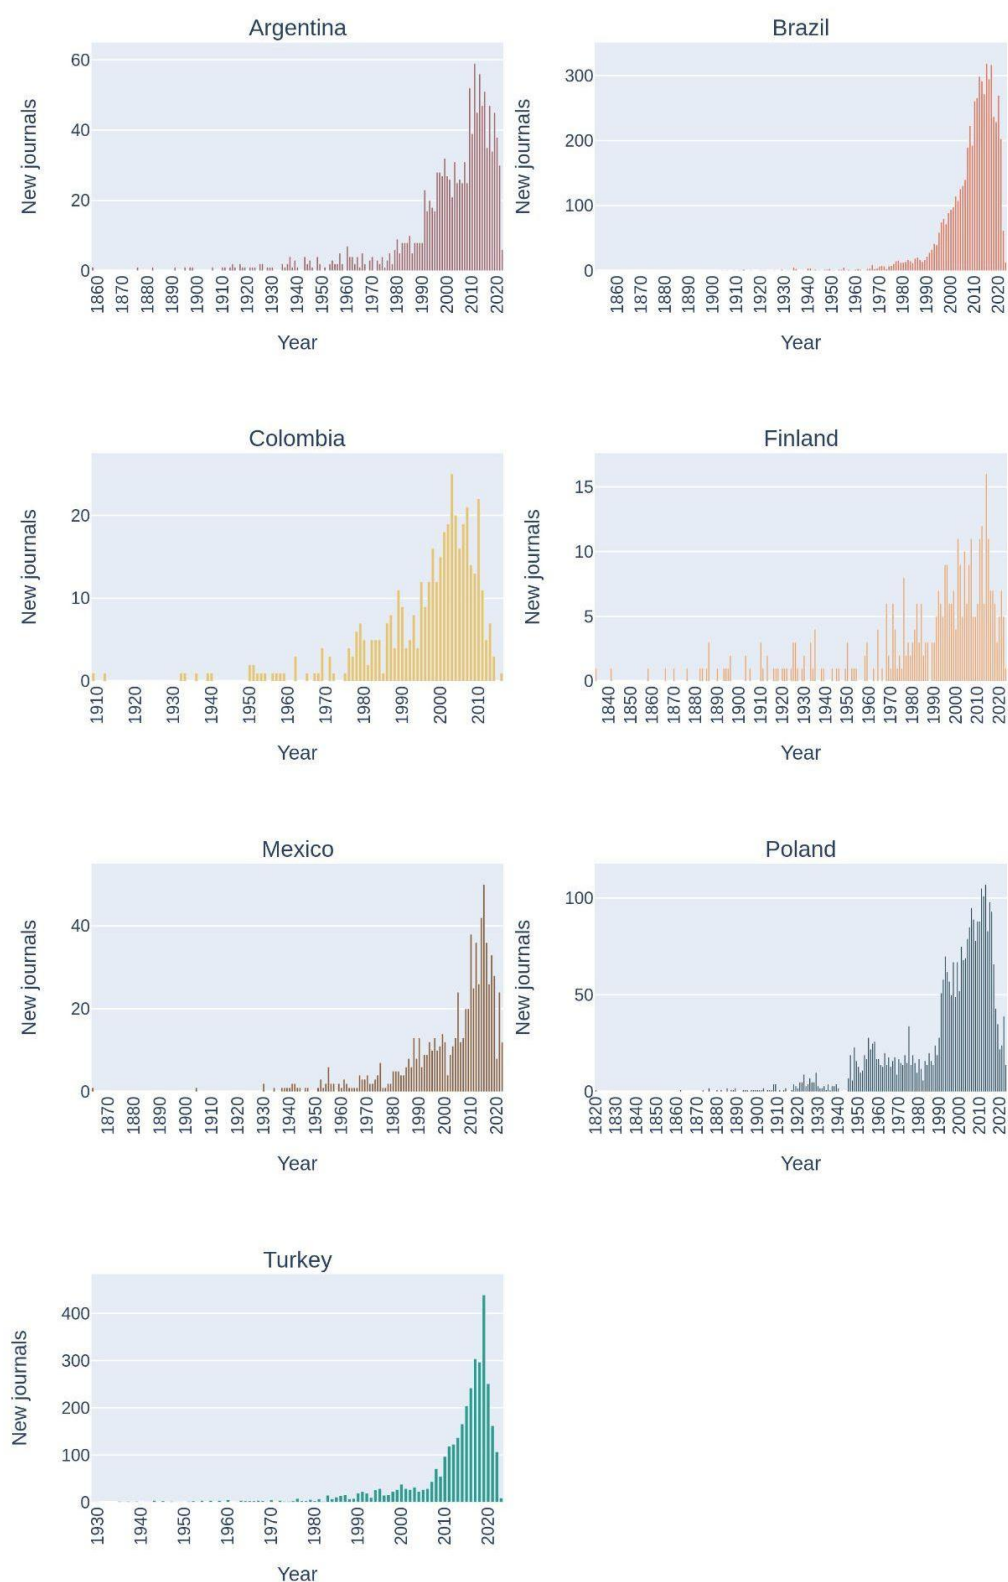 Argentina
New journals
60
40
20
0
1860 1870 1880 1890 1900 1910 1920 1930 1940 1950 1960 1970 1980 1990 2000 2010 2020
Year
Brazil
New journals
300
200
100
0
1860 1870 1880 1890 1900 1910 1920 1930 1940 1950 1960 1970 1980 1990 2000 2010 2020
Year
Colombia
New journals
20
10
0
1910 1920 1930 1940 1950 1960 1970 1980 1990 2000 2010
Year
Finland
New journals
15
10
5
0
1840 1850 1860 1870 1880 1890 1900 1910 1920 1930 1940 1950 1960 1970 1980 1990 2000 2010 2020
Year
Mexico
New journals
40
20
0
1870 1880 1890 1900 1910 1920 1930 1940 1950 1960 1970 1980 1990 2000 2010 2020
Year
Poland
New journals
100
50
0
1820 1830 1840 1850 1860 1870 1880 1890 1900 1910 1920 1930 1940 1950 1960 1970 1980 1990 2000 2010 2020
Year
Turkey
New journals
400
300
200
100
0
1930 1940 1950 1960 1970 1980 1990 2000 2010 2020
Year